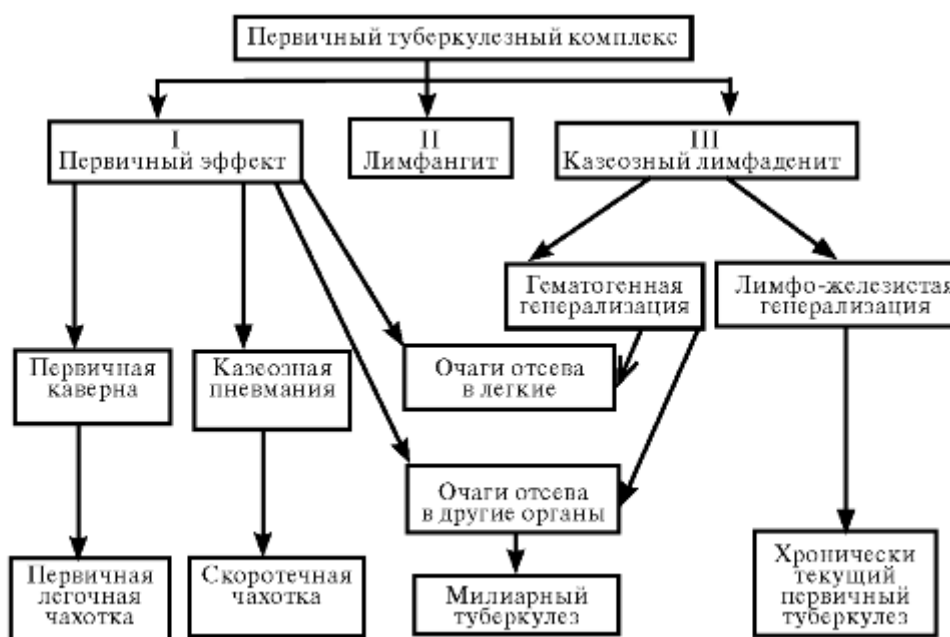 Первичный туберкулезный комплекс
I
Первичный эффект
II
Лимфангит
III
Казеозный лимфаденит
Гематогенная
генерализация
Лимфо-железистая
генерализация
Первичная
каверна
Казеозная
пневмания
Очаги отсева
в легкие
Очаги отсева
в другие органы
Первичная
легочная
чахотка
Скоротечная
чахотка
Милиарный
туберкулез
Хронически
текущий
первичный
туберкулез